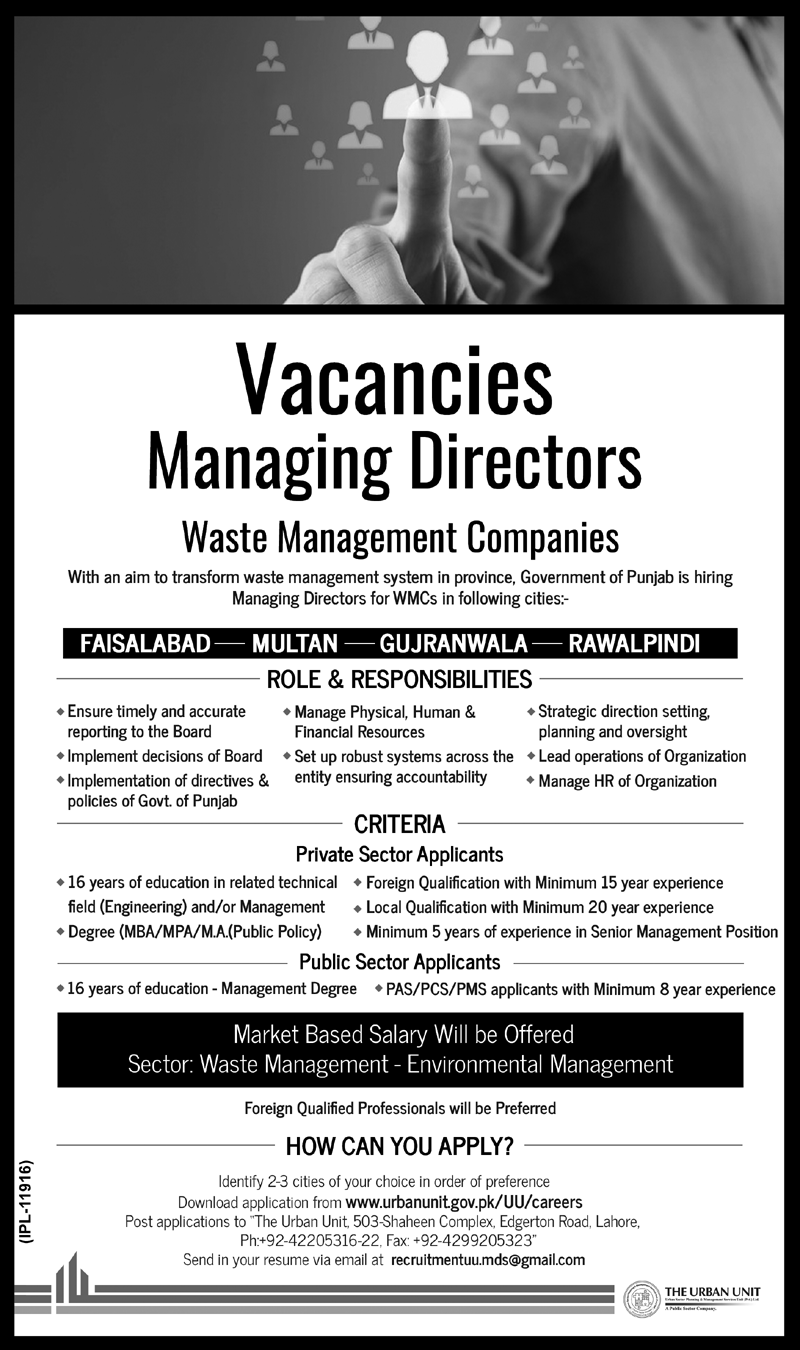 Vacancies
Managing Directors
Waste Management Companies
With an aim to transform waste management system in province, Government of Punjab is hiring
Managing Directors for WMCs in following cities:-
FAISALABAD — MULTAN — GUJRANWALA — RAWALPINDI
ROLE & RESPONSIBILITIES
Ensure timely and accurate
reporting to the Board
Implement decisions of Board
Implementation of directives &
policies of Govt. of Punjab
Manage Physical, Human &
Financial Resources
Set up robust systems across the
entity ensuring accountability
Strategic direction setting,
planning and oversight
Lead operations of Organization
Manage HR of Organization
CRITERIA
Private Sector Applicants
16 years of education in related technical
field (Engineering) and/or Management
Degree (MBA/MPA/M.A.(Public Policy)
Foreign Qualification with Minimum 15 year experience
Local Qualification with Minimum 20 year experience
Minimum 5 years of experience in Senior Management Position
Public Sector Applicants
16 years of education - Management Degree
PAS/PCS/PMS applicants with Minimum 8 year experience
Market Based Salary Will be Offered
Sector: Waste Management - Environmental Management
Foreign Qualified Professionals will be Preferred
HOW CAN YOU APPLY?
Identify 2-3 cities of your choice in order of preference
Download application from www.urbanunit.gov.pk/UU/careers
Post applications to "The Urban Unit, 503-Shaheen Complex, Edgerton Road, Lahore,
Ph:+92-42205316-22, Fax: +92-4299205323"
Send in your resume via email at recruitmentuu.mds@gmail.com
(IPL-11916)
THE URBAN UNIT
Urban Sector Planning & Management Services Unit (Pvt.) Ltd
A Public Sector Company.